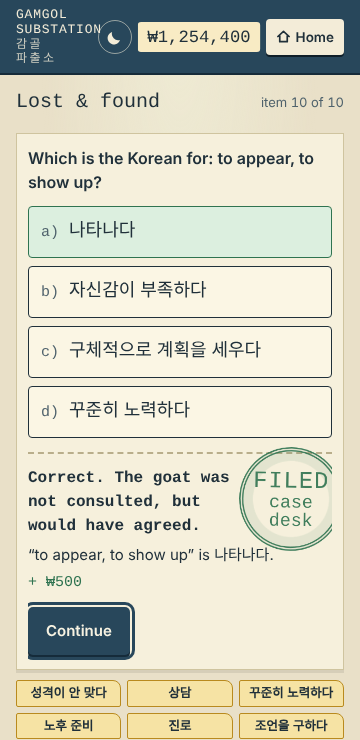 GAMGOL
SUBSTATION
감골
파출소
₩1,254,400
Home
Lost & found
item 10 of 10
Which is the Korean for: to appear, to
show up?
a) 나타나다
b) 자신감이 부족하다
c) 구체적으로 계획을 세우다
d) 꾸준히 노력하다
Correct. The goat was
not consulted, but
would have agreed.
FILED
case
desk
“to appear, to show up” is 나타나다.
+ ₩500
Continue
성격이 안 맞다 상담 꾸준히 노력하다
노후 준비 진로 조언을 구하다